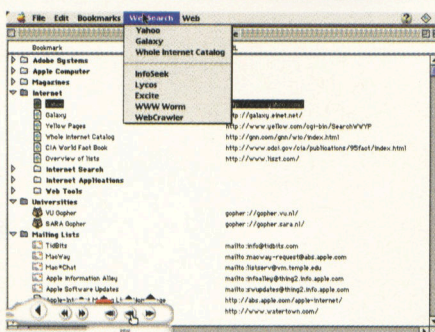 File Edit Bookmarks WebSearch Web
Yahoo
Galaxy
Whole Internet Catalog
InfoSeek
Lycos
Excite
WWW Worm
WebCrawler
Bookmark
Adobe Systems
Apple Computer
Magazines
Internet
Galaxy http://galaxy.einet.net/
Yellow Pages http://www.yellow.com/cgi-bin/SearchWWYP
Whole Internet Catalog http://gnn.com/gnn/wic/index.html
CIA World Fact Book http://www.odci.gov/cia/publications/95fact/index.html
Overview of lists http://www.liszt.com/
Internet Search
Internet Applications
Web Tools
Universities
VU Gopher gopher://gopher.vu.nl/
SARA Gopher gopher://gopher.sara.nl/
Mailing Lists
TidBits mailto:info@tidbits.com
MacWay mailto:macway-request@abs.apple.com
Mac*Chat mailto:listserv@vm.temple.edu
Apple Information Alley mailto:infoalley@thing2.info.apple.com
Apple Software Updates mailto:swupdates@thing2.info.apple.com
http://abs.apple.com/apple-internet/
http://www.watertown.com/